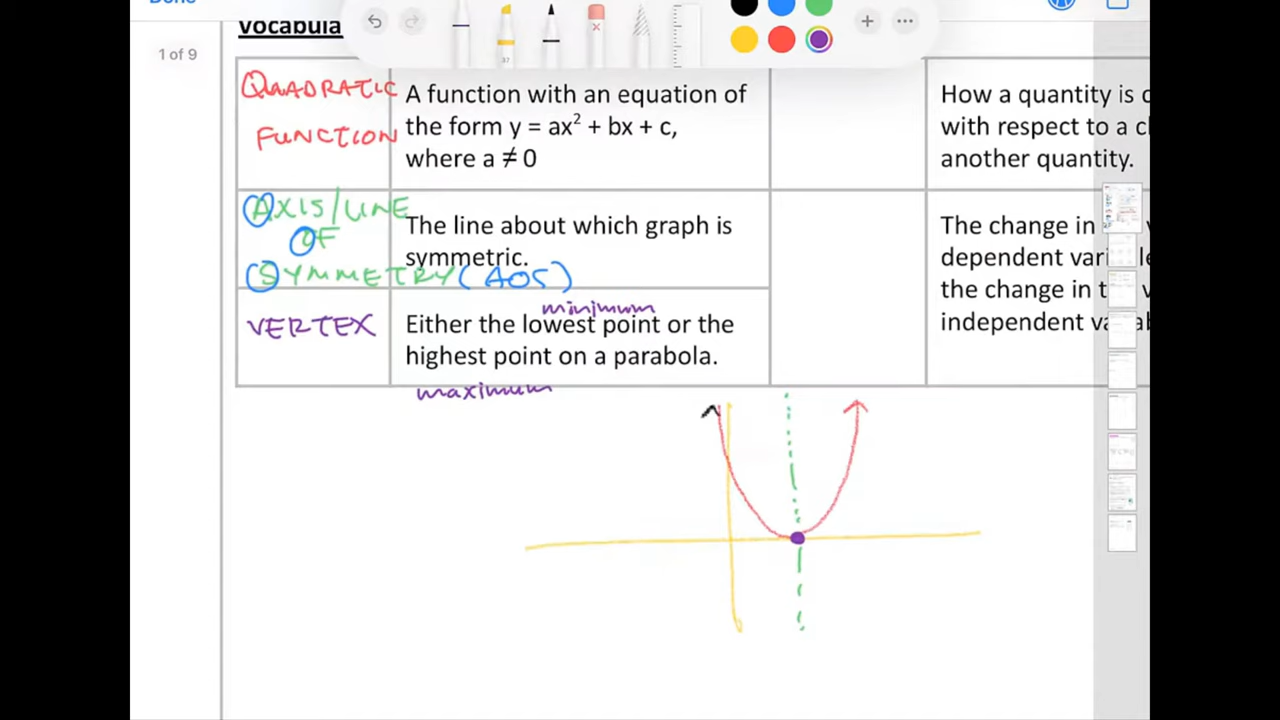 Vocabula
1 of 9
37
QUADRATIC
FUNCTION
A function with an equation of
the form y = ax² + bx + c,
where a ≠ 0
How a quantity is c
with respect to a c
another quantity.
AXIS/LINE
OF
SYMMETRY (AOS)
The line about which graph is
symmetric.
The change in
dependent var
the change in t
independent va
VERTEX
minimum
Either the lowest point or the
highest point on a parabola.
maximum